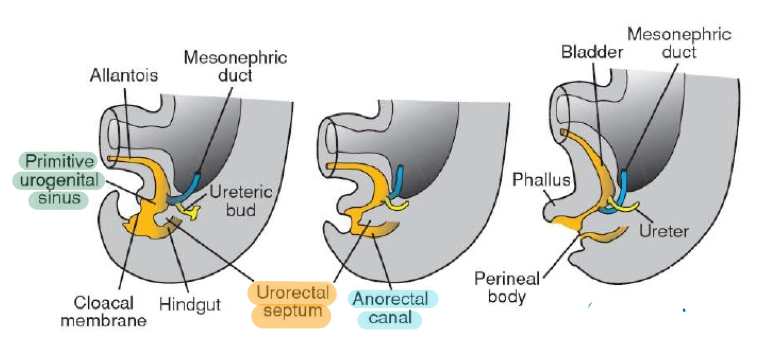 Allantois
Mesonephric
duct
Primitive
urogenital
sinus
Ureteric
bud
Cloacal
membrane
Hindgut
Urorectal
septum
Anorectal
canal
Bladder
Mesonephric
duct
Phallus
Ureter
Perineal
body